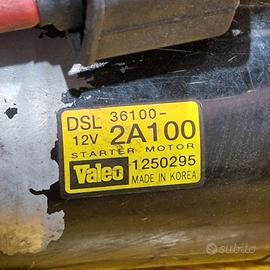 DSL 36100-
12V 2A100
STARTER MOTOR
Valeo 1250295
MADE IN KOREA
subito